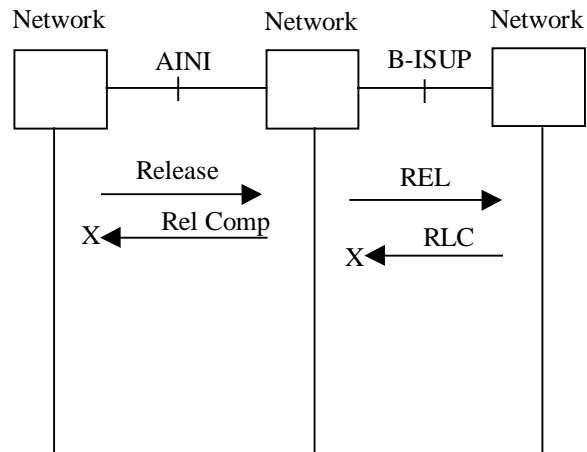 Network
Network
Network
AINI
B-ISUP
Release
REL
Rel Comp
RLC
X
X